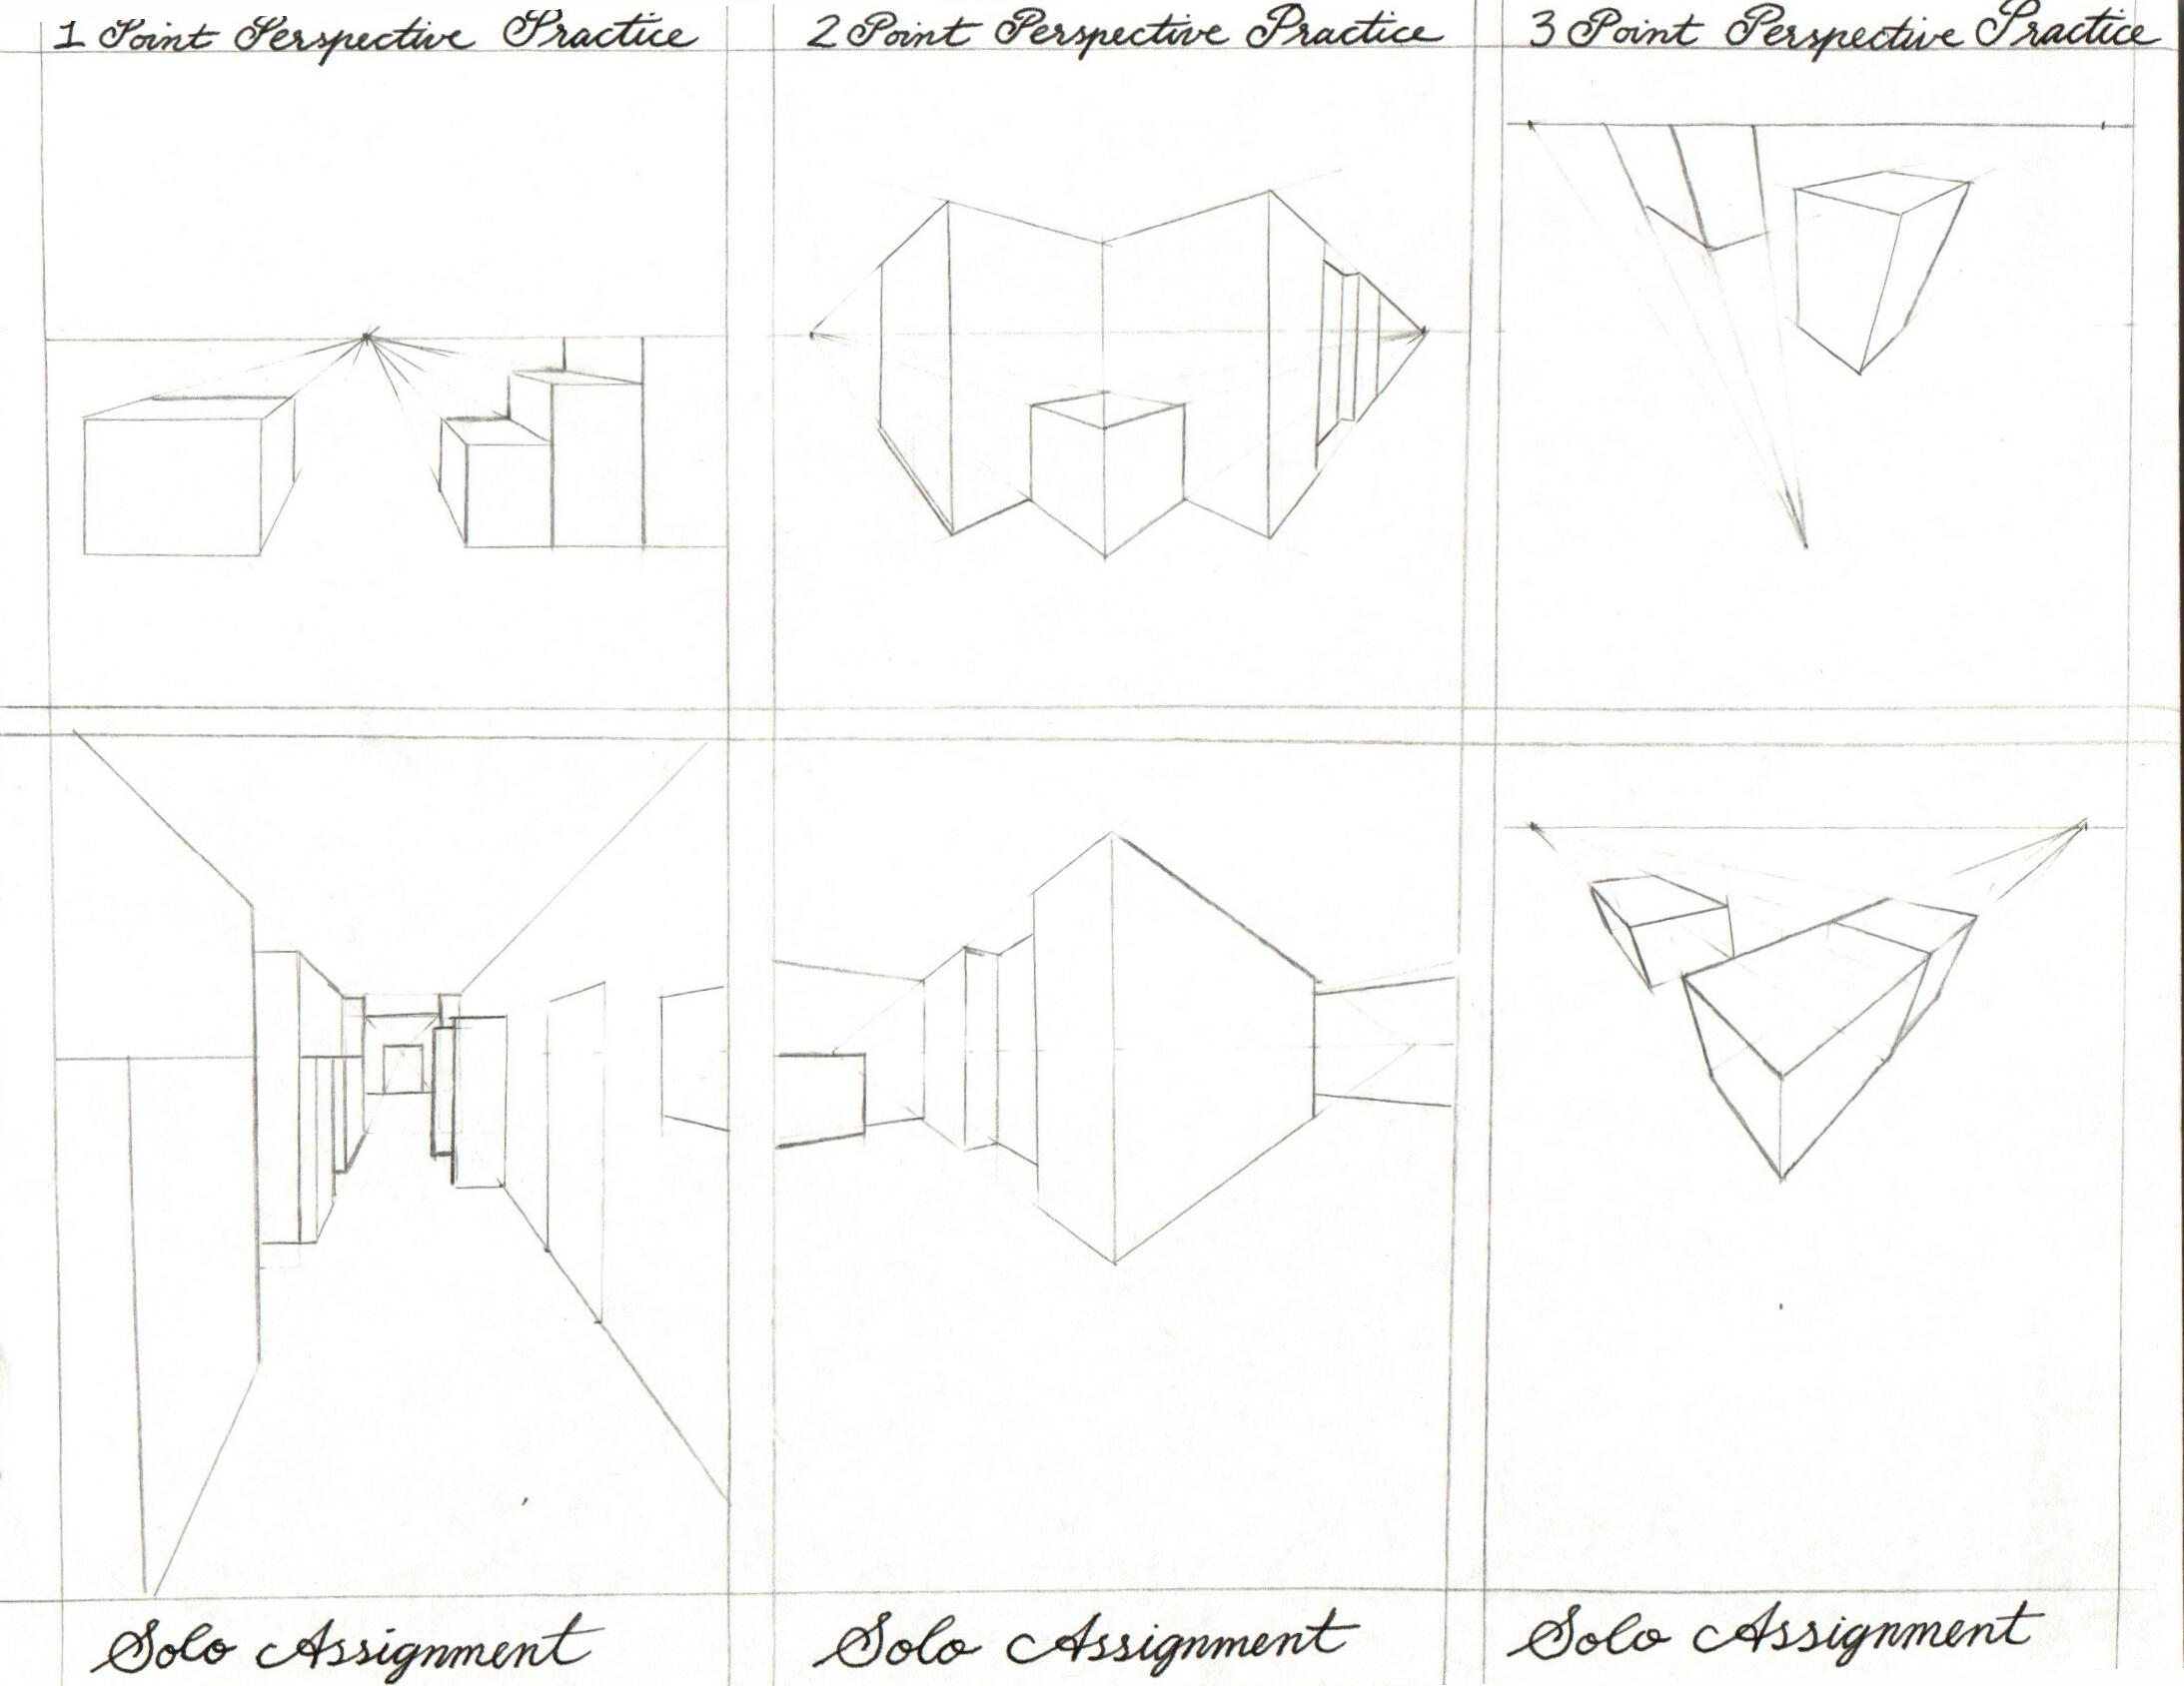 1 Point Perspective Practice
2 Point Perspective Practice
3 Point Perspective Practice
Solo Assignment
Solo Assignment
Solo Assignment